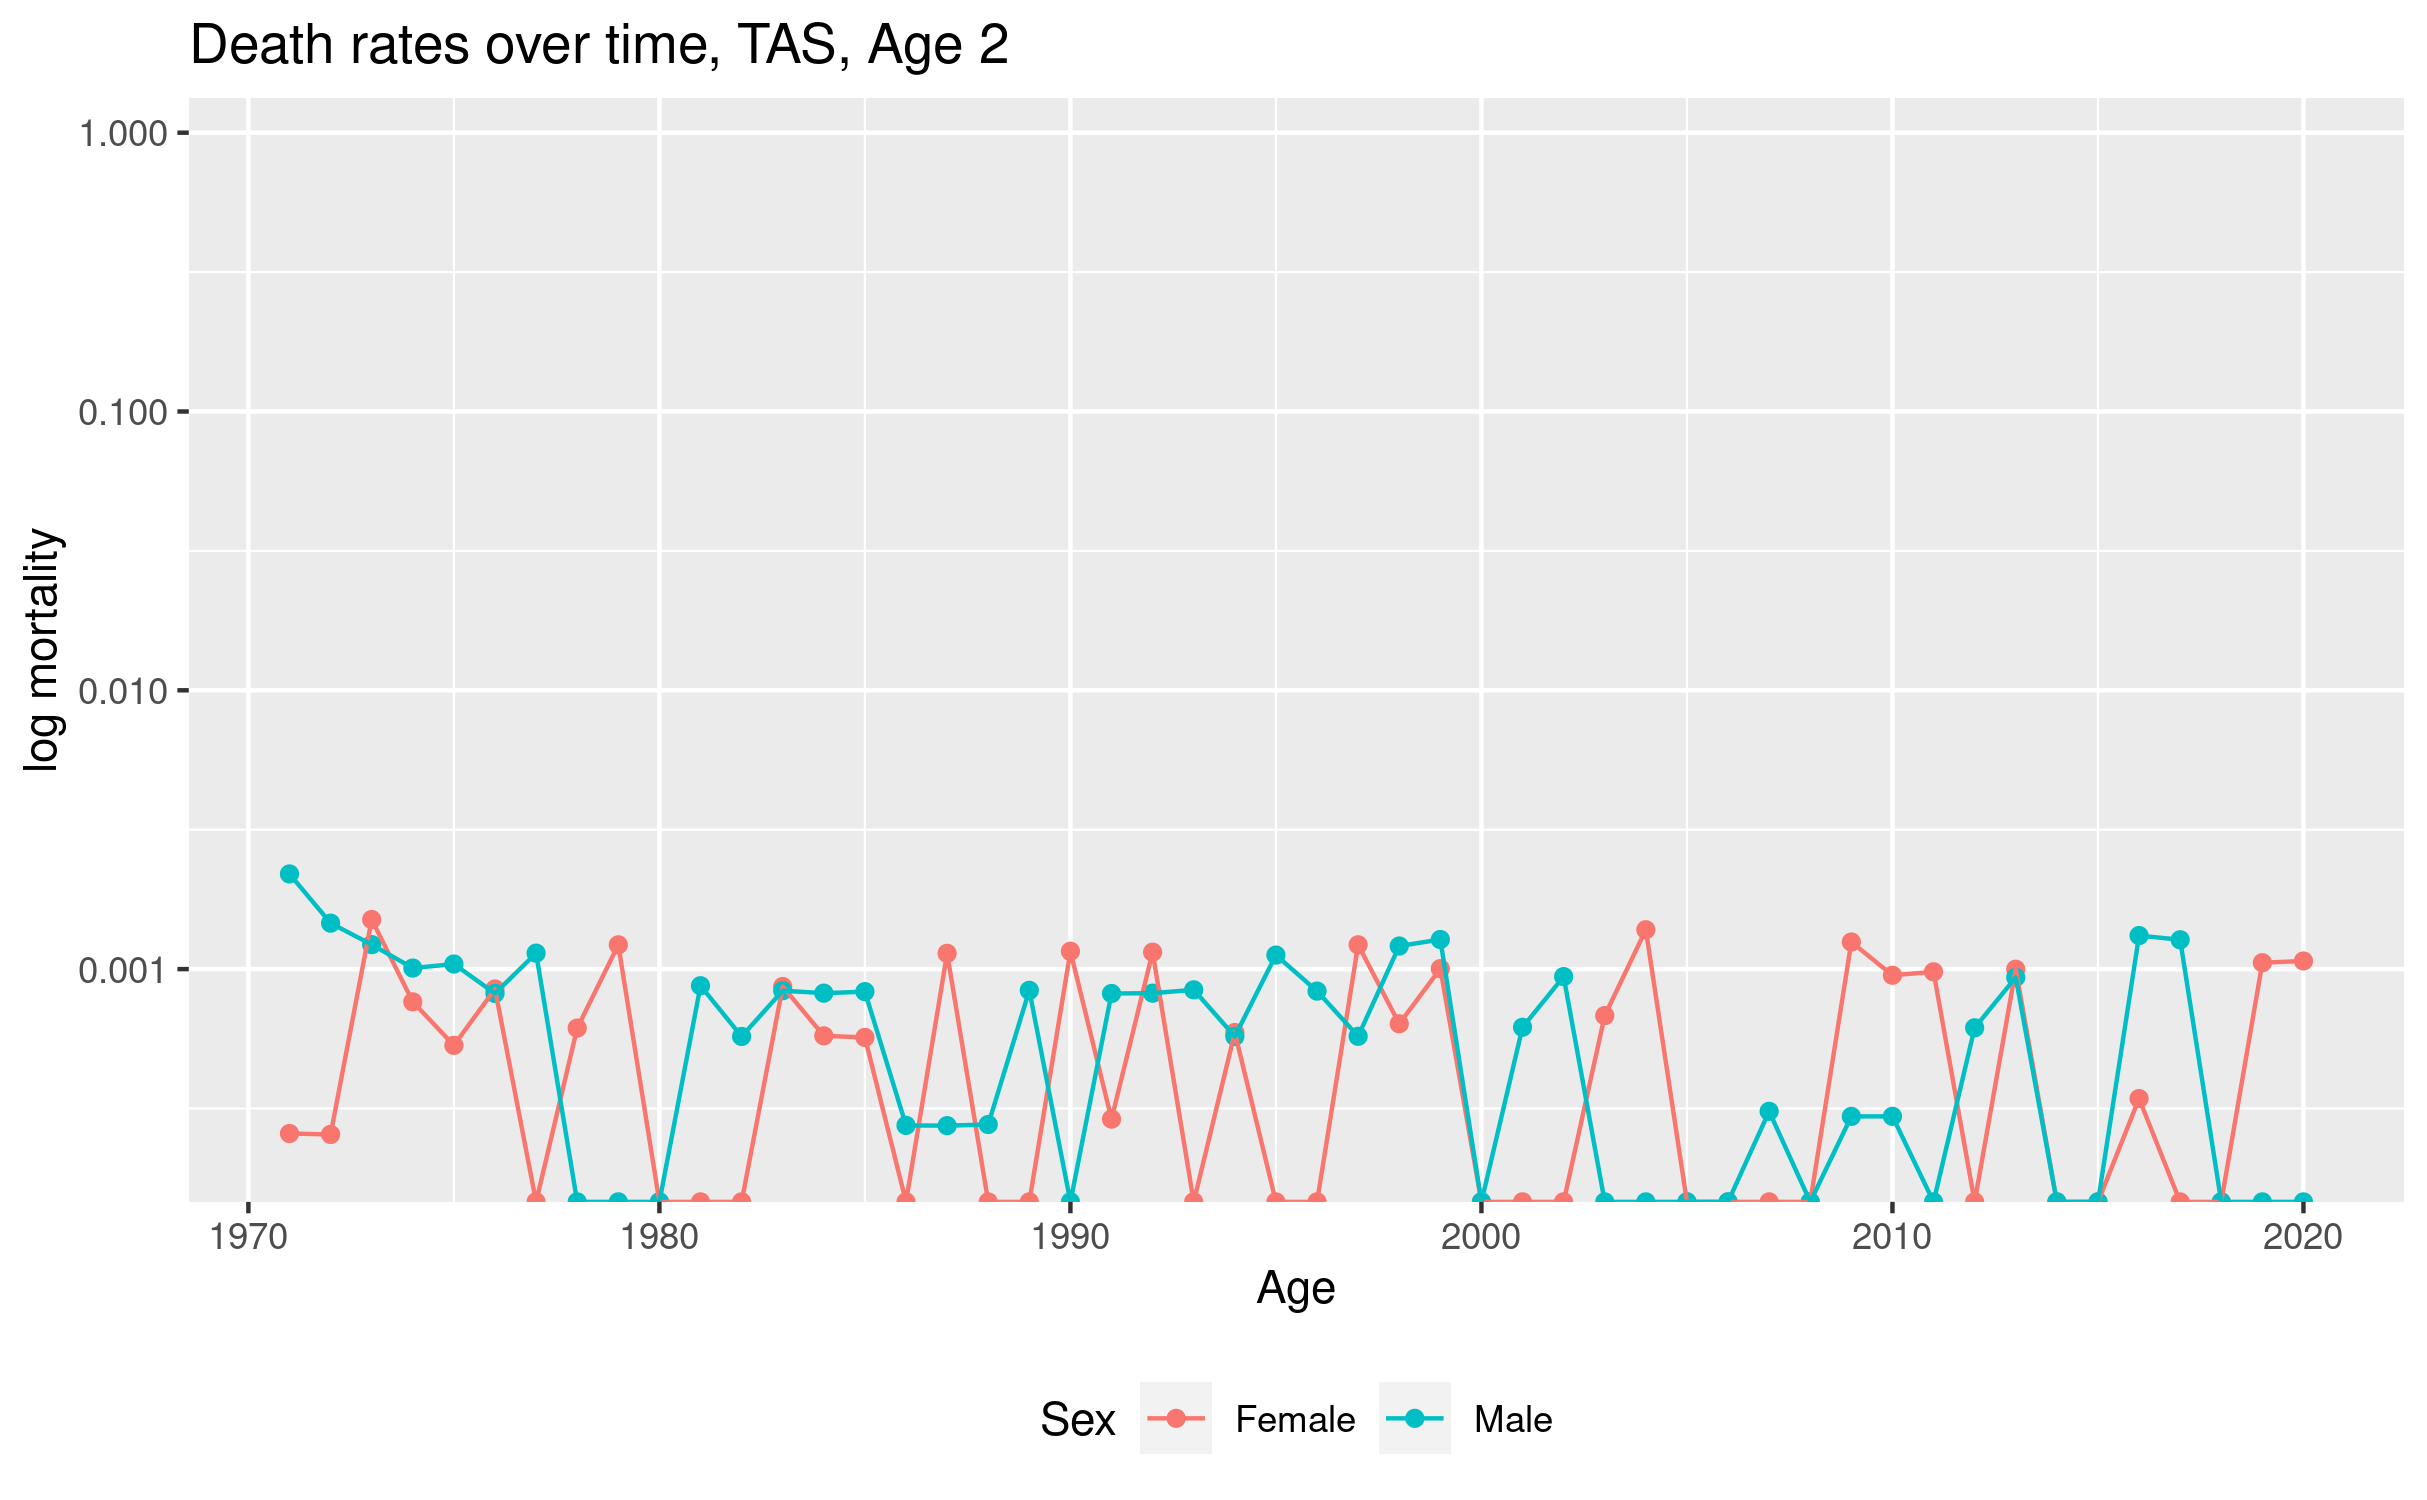 Death rates over time, TAS, Age 2
1.000
0.100
0.010
0.001
log mortality
1970 1980 1990 2000 2010 2020
Age
Sex Female Male